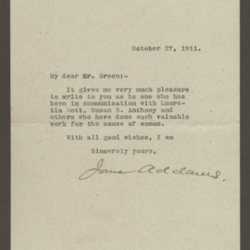 October 27, 1911.
My dear Mr. Green:-
It gives me very much pleasure
to write to you as to one who has
been in communication with Lucre-
tia Mott, Susan B. Anthony and
others who have done such valuable
work for the cause of woman.
With all good wishes, I am
Sincerely yours,
Jane Addams.